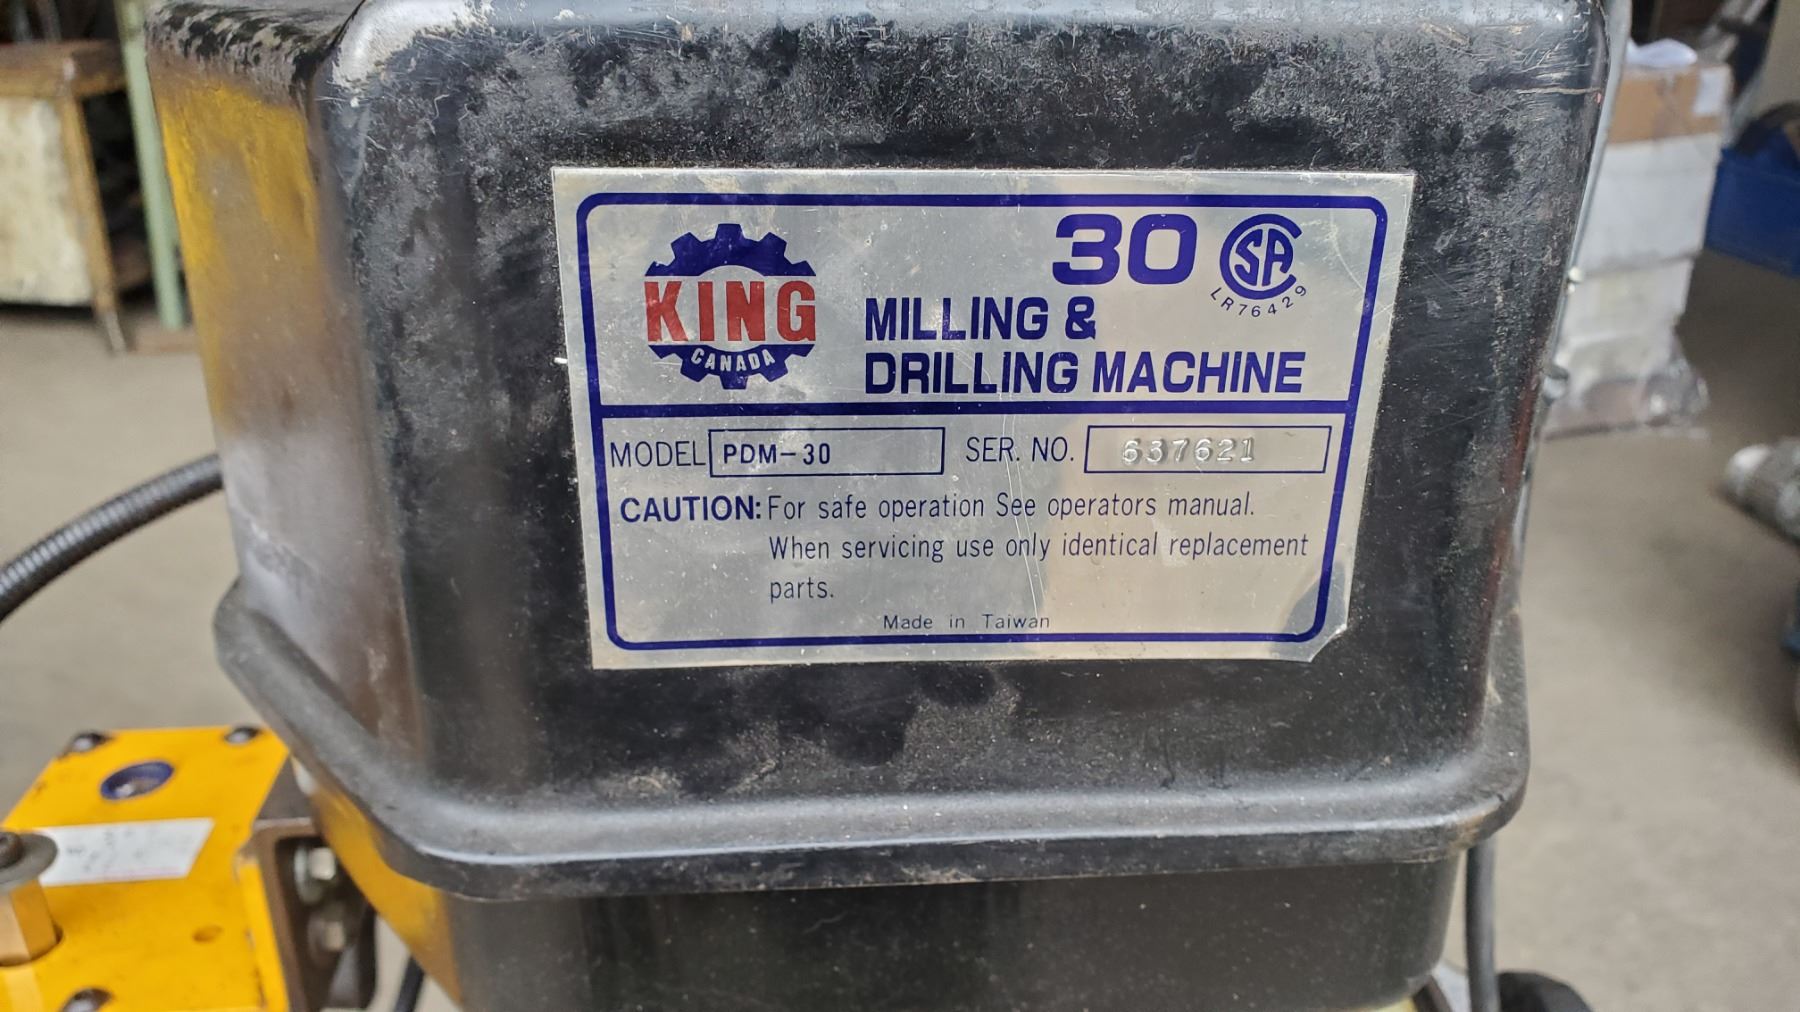 KING
CANADA
30
CSA
LR76429
MILLING &
DRILLING MACHINE
MODEL PDM-30 SER. NO. 637621
CAUTION: For safe operation See operators manual.
When servicing use only identical replacement
parts.
Made in Taiwan